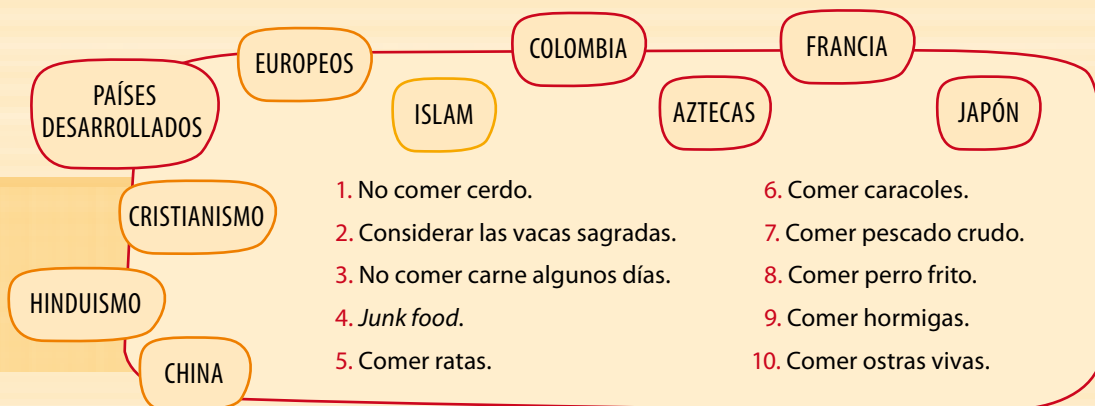 EUROPEOS
COLOMBIA
FRANCIA
PAÍSES
DESARROLLADOS
ISLAM
AZTECAS
JAPÓN
CRISTIANISMO
HINDUISMO
CHINA
1. No comer cerdo.
2. Considerar las vacas sagradas.
3. No comer carne algunos días.
4. Junk food.
5. Comer ratas.
6. Comer caracoles.
7. Comer pescado crudo.
8. Comer perro frito.
9. Comer hormigas.
10. Comer ostras vivas.